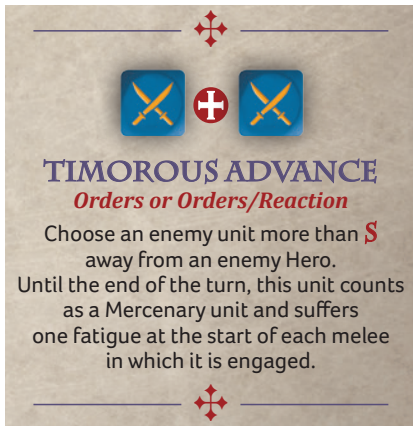 TIMOROUS ADVANCE
Orders or Orders/Reaction
Choose an enemy unit more than S
away from an enemy Hero.
Until the end of the turn, this unit counts
as a Mercenary unit and suffers
one fatigue at the start of each melee
in which it is engaged.